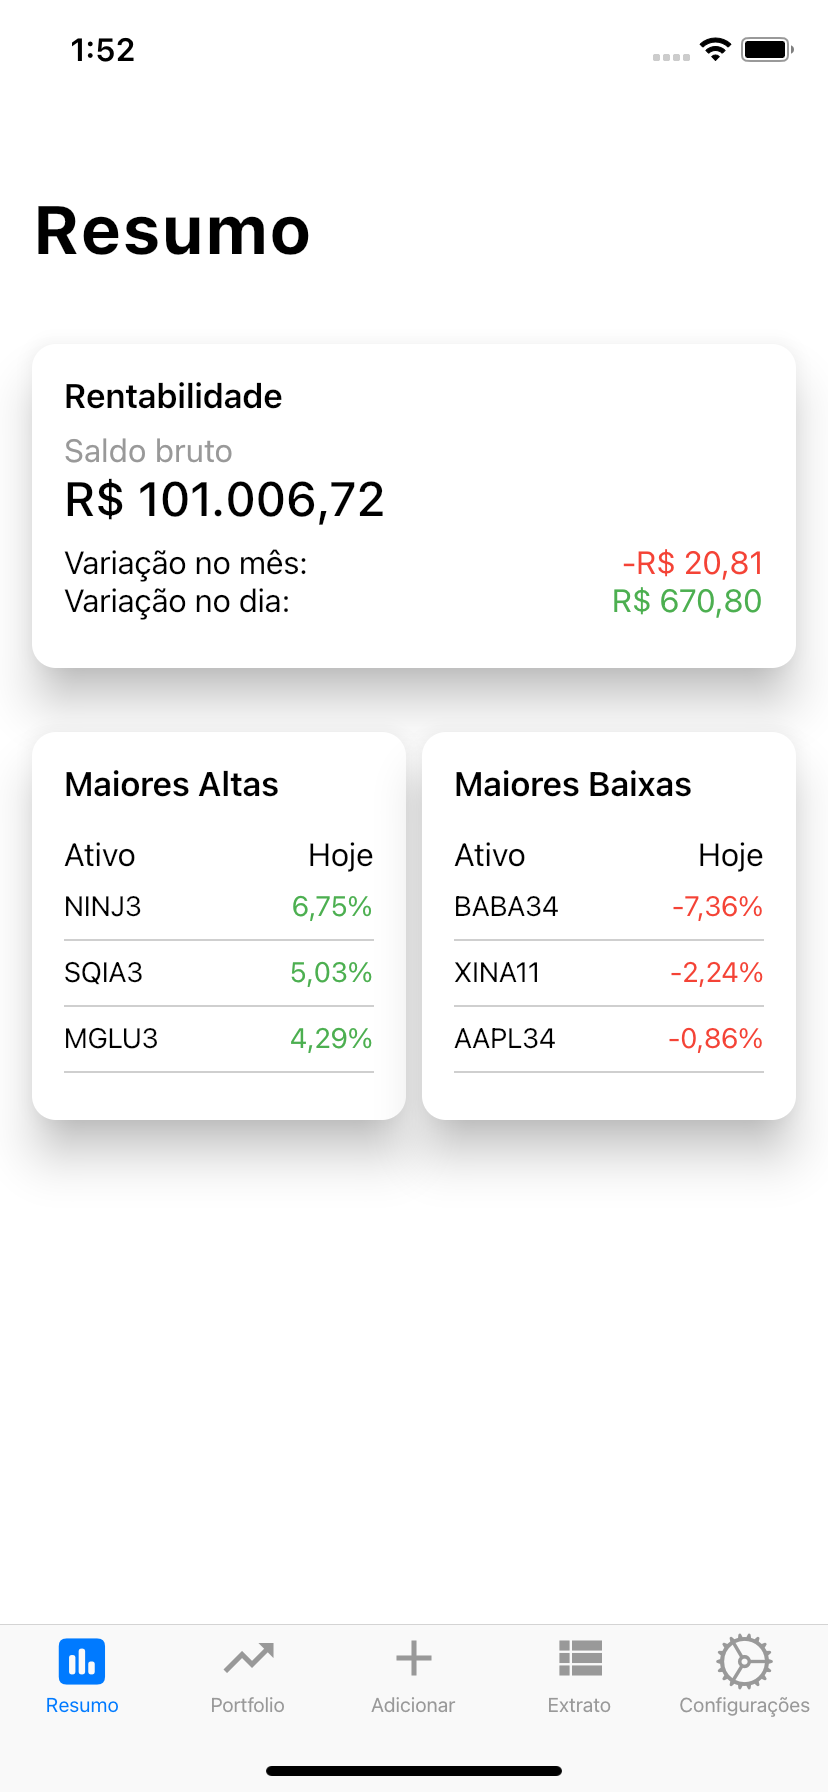 1:52
Resumo
Rentabilidade
Saldo bruto
R$ 101.006,72
Variação no mês: -R$ 20,81
Variação no dia: R$ 670,80
Maiores Altas
Ativo Hoje
NINJ3 6,75%
SQIA3 5,03%
MGLU3 4,29%
Maiores Baixas
Ativo Hoje
BABA34 -7,36%
XINA11 -2,24%
AAPL34 -0,86%
Resumo Portfolio Adicionar Extrato Configurações